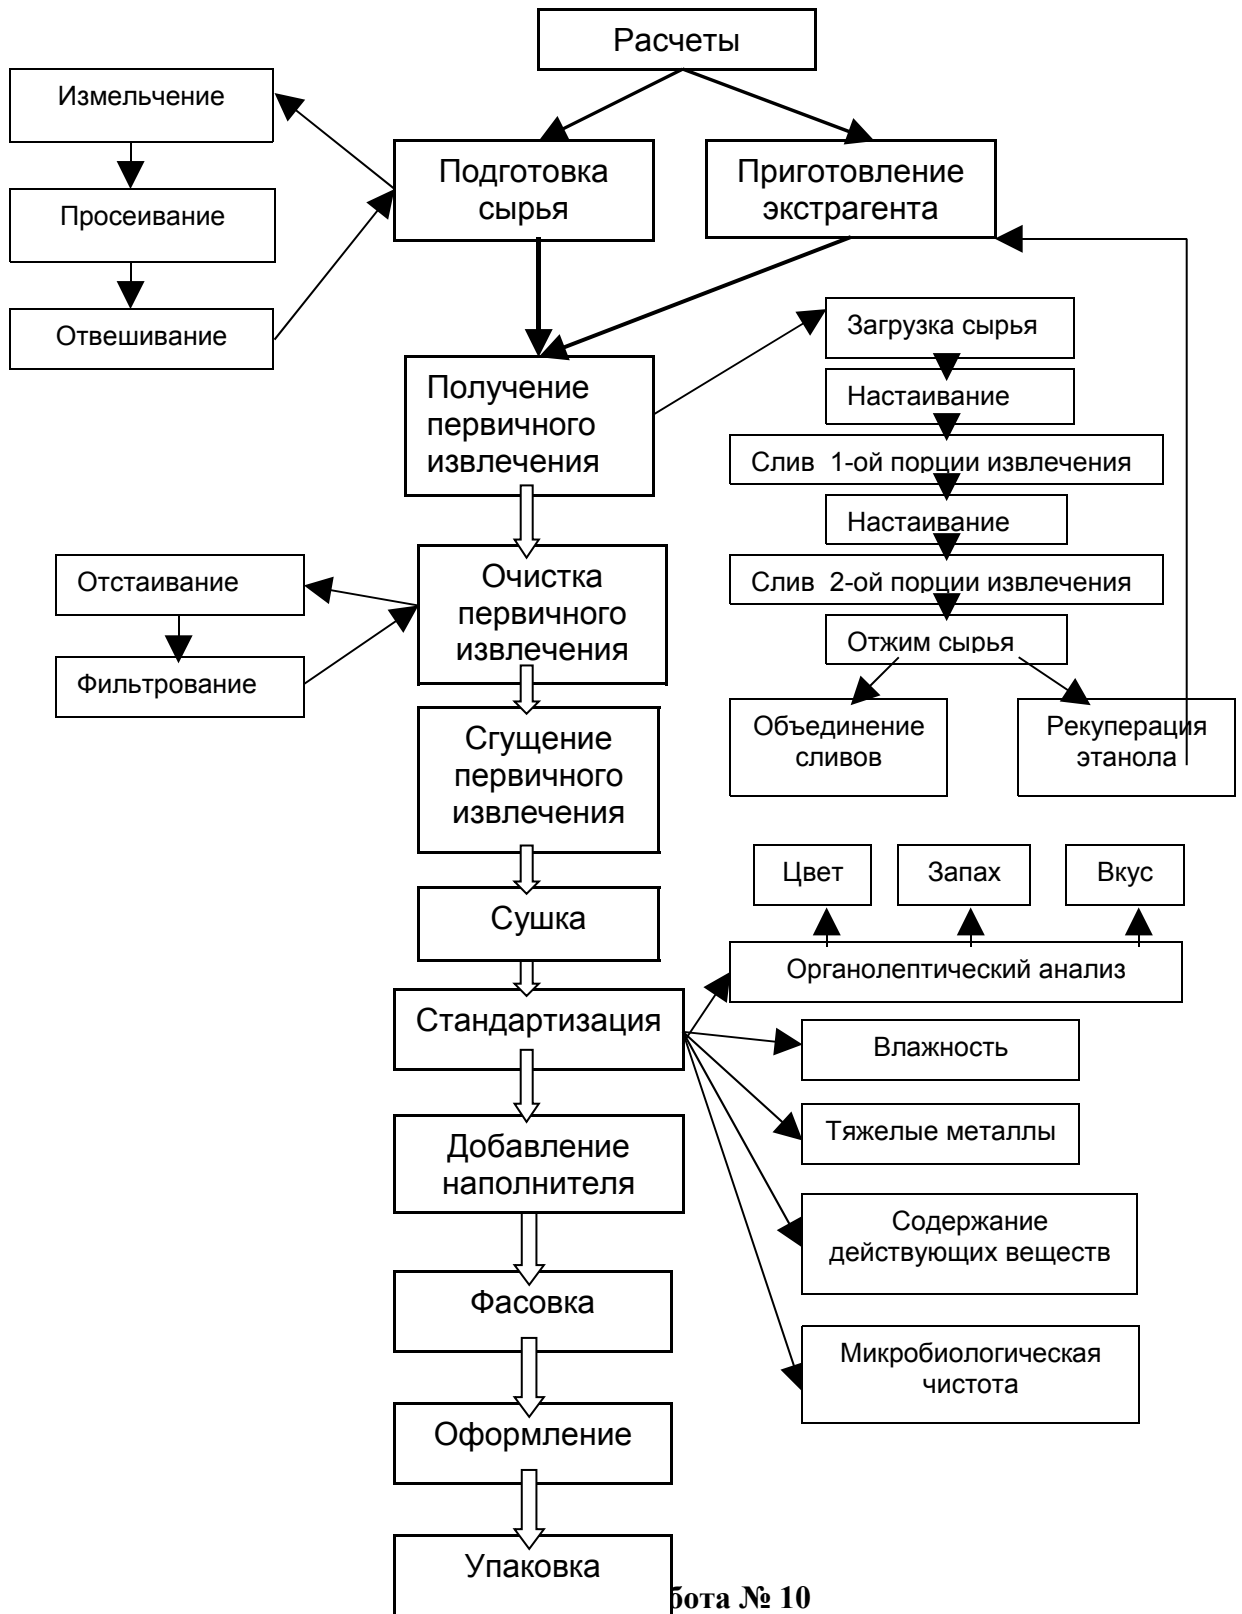 Расчеты
Измельчение
Подготовка
сырья
Приготовление
экстрагента
Просеивание
Отвешивание
Загрузка сырья
Получение
первичного
извлечения
Настаивание
Слив 1-ой порции извлечения
Настаивание
Слив 2-ой порции извлечения
Отжим сырья
Объединение
сливов
Рекуперация
этанола
Очистка
первичного
извлечения
Отстаивание
Фильтрование
Сгущение
первичного
извлечения
Сушка
Цвет
Запах
Вкус
Органолептический анализ
Стандартизация
Влажность
Тяжелые металлы
Содержание
действующих веществ
Микробиологическая
чистота
Добавление
наполнителя
Фасовка
Оформление
Упаковка
бота № 10